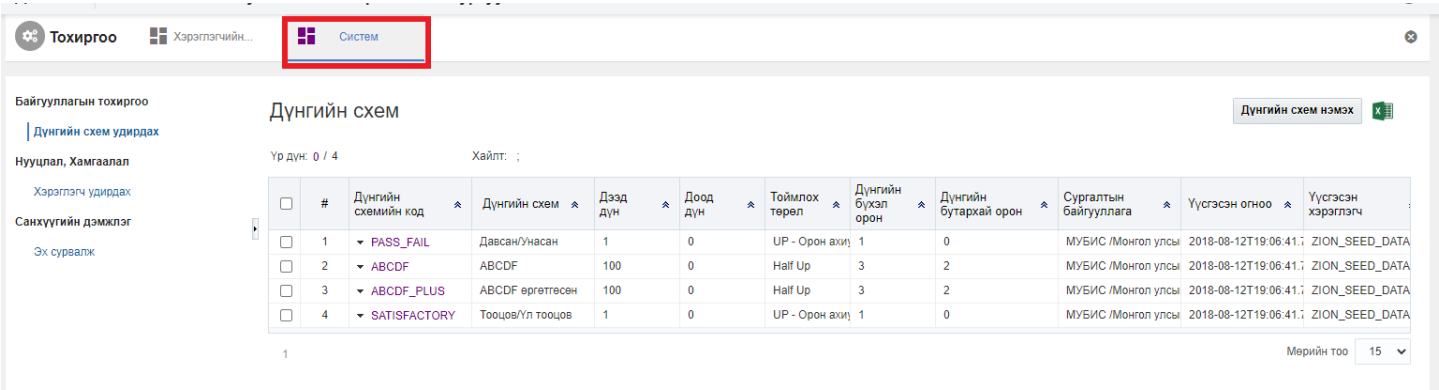 Тохиргоо
Хэрэглэгчийн...
Систем
Байгууллагын тохиргоо
Дүнгийн схем удирдах
Нууцлал, Хамгаалал
Хэрэглэгч удирдах
Санхүүгийн дэмжлэг
Эх сурвалж
Дүнгийн схем
Дүнгийн схем нэмэх
Үр дүн: 0 / 4
Хайлт: ;
# Дүнгийн схемийн код Дүнгийн схем Дээд дүн Доод дүн Тоймлох төрөл Дүнгийн бүхэл орон Дүнгийн бутархай орон Сургалтын байгууллага Үүсгэсэн огноо Үүсгэсэн хэрэглэгч
1 PASS_FAIL Давсан/Унасан 1 0 UP - Орон ахиу 1 0 МУБИС /Монгол улсы 2018-08-12T19:06:41.7 ZION_SEED_DATA
2 ABCDF ABCDF 100 0 Half Up 3 2 МУБИС /Монгол улсы 2018-08-12T19:06:41.7 ZION_SEED_DATA
3 ABCDF_PLUS ABCDF өргөтгөсөн 100 0 Half Up 3 2 МУБИС /Монгол улсы 2018-08-12T19:06:41.7 ZION_SEED_DATA
4 SATISFACTORY Тооцов/Үл тооцов 1 0 UP - Орон ахиу 1 0 МУБИС /Монгол улсы 2018-08-12T19:06:41.7 ZION_SEED_DATA
1
Мөрийн тоо 15